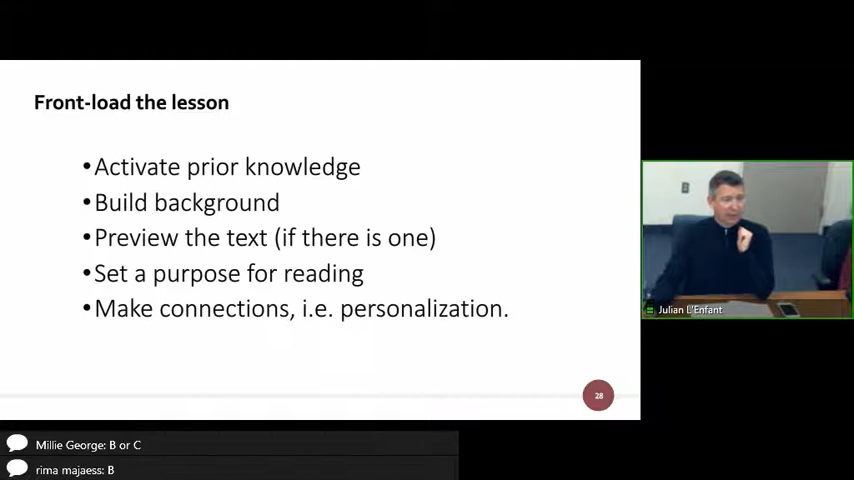 Front-load the lesson
•Activate prior knowledge
•Build background
•Preview the text (if there is one)
•Set a purpose for reading
•Make connections, i.e. personalization.
28
Julian L'Enfant
Millie George: B or C
rima majaess: B